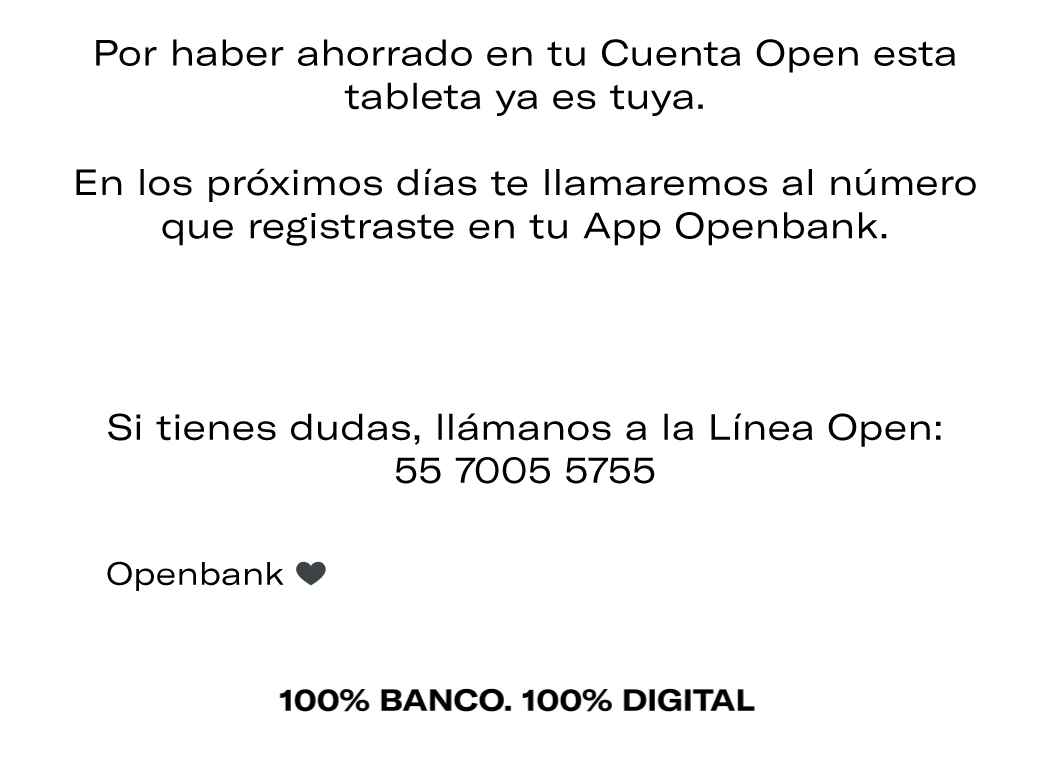 Por haber ahorrado en tu Cuenta Open esta
tableta ya es tuya.
En los próximos días te llamaremos al número
que registraste en tu App Openbank.
Si tienes dudas, llámanos a la Línea Open:
55 7005 5755
Openbank 🖤
100% BANCO. 100% DIGITAL